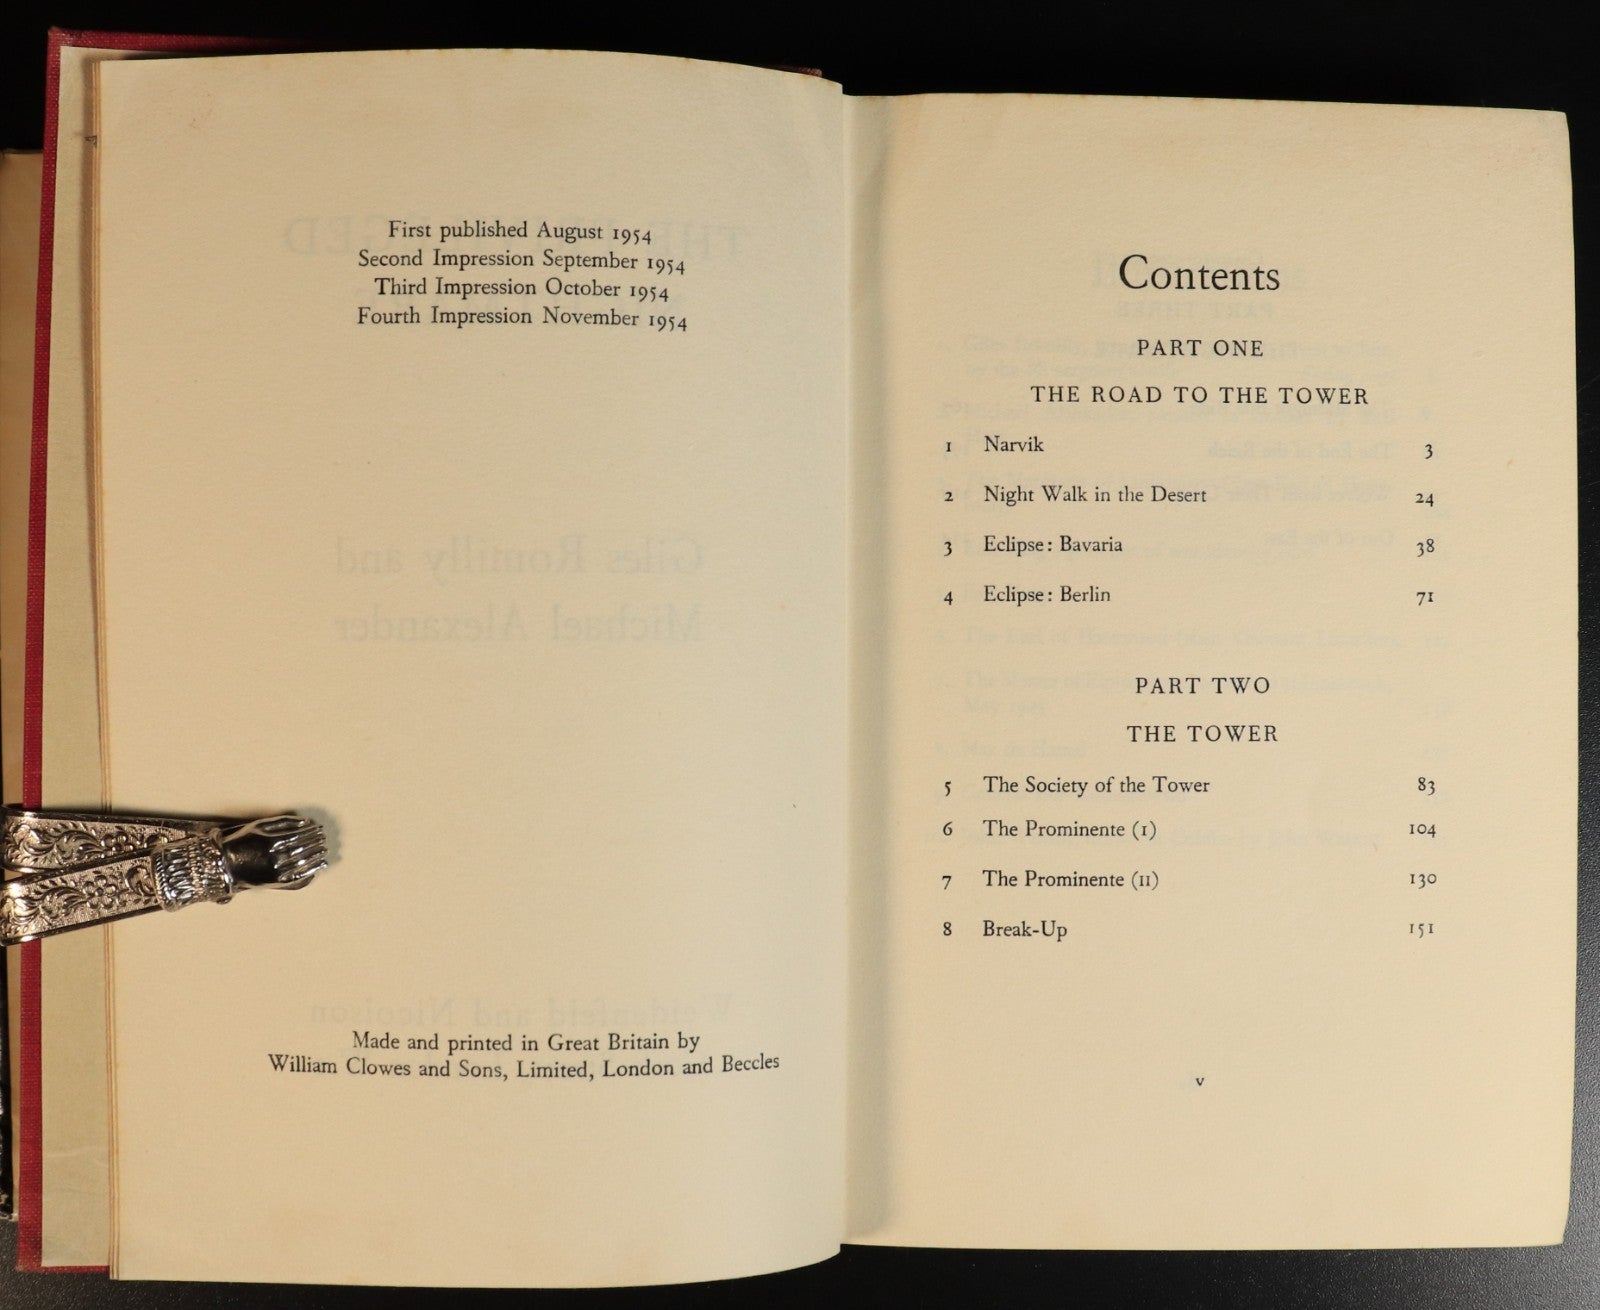 First published August 1954
Second Impression September 1954
Third Impression October 1954
Fourth Impression November 1954
Made and printed in Great Britain by
William Clowes and Sons, Limited, London and Beccles
Contents
PART ONE
THE ROAD TO THE TOWER
1 Narvik 3
2 Night Walk in the Desert 24
3 Eclipse: Bavaria 38
4 Eclipse: Berlin 71
PART TWO
THE TOWER
5 The Society of the Tower 83
6 The Prominente (I) 104
7 The Prominente (II) 130
8 Break-Up 151
v